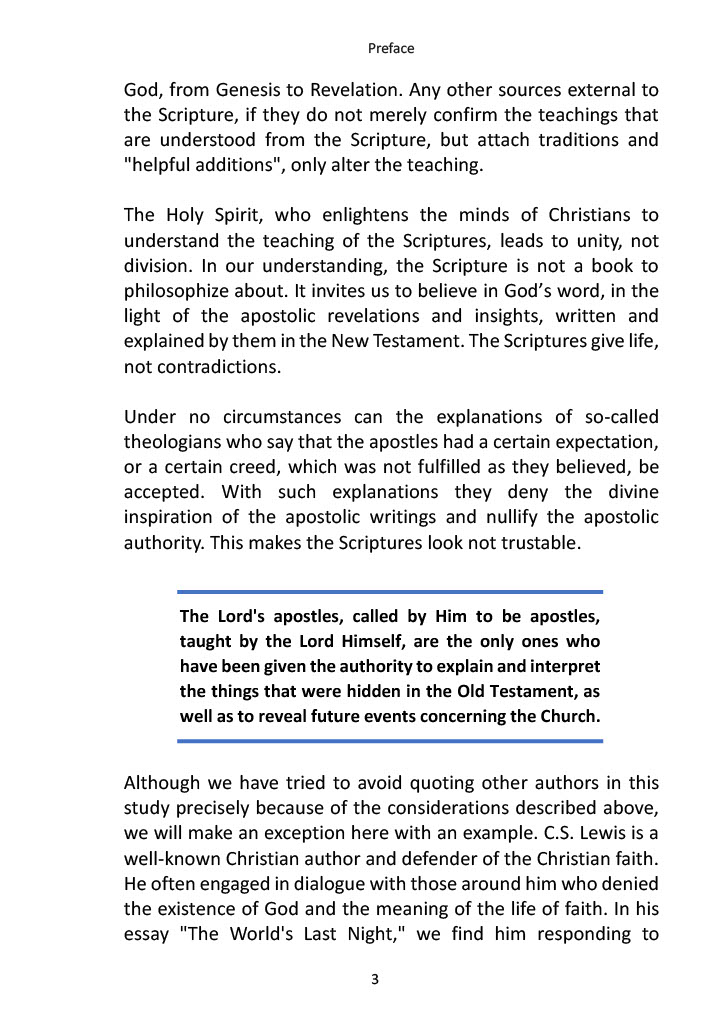 Preface
God, from Genesis to Revelation. Any other sources external to
the Scripture, if they do not merely confirm the teachings that
are understood from the Scripture, but attach traditions and
"helpful additions", only alter the teaching.
The Holy Spirit, who enlightens the minds of Christians to
understand the teaching of the Scriptures, leads to unity, not
division. In our understanding, the Scripture is not a book to
philosophize about. It invites us to believe in God’s word, in the
light of the apostolic revelations and insights, written and
explained by them in the New Testament. The Scriptures give life,
not contradictions.
Under no circumstances can the explanations of so-called
theologians who say that the apostles had a certain expectation,
or a certain creed, which was not fulfilled as they believed, be
accepted. With such explanations they deny the divine
inspiration of the apostolic writings and nullify the apostolic
authority. This makes the Scriptures look not trustable.
The Lord's apostles, called by Him to be apostles,
taught by the Lord Himself, are the only ones who
have been given the authority to explain and interpret
the things that were hidden in the Old Testament, as
well as to reveal future events concerning the Church.
Although we have tried to avoid quoting other authors in this
study precisely because of the considerations described above,
we will make an exception here with an example. C.S. Lewis is a
well-known Christian author and defender of the Christian faith.
He often engaged in dialogue with those around him who denied
the existence of God and the meaning of the life of faith. In his
essay "The World's Last Night," we find him responding to
3